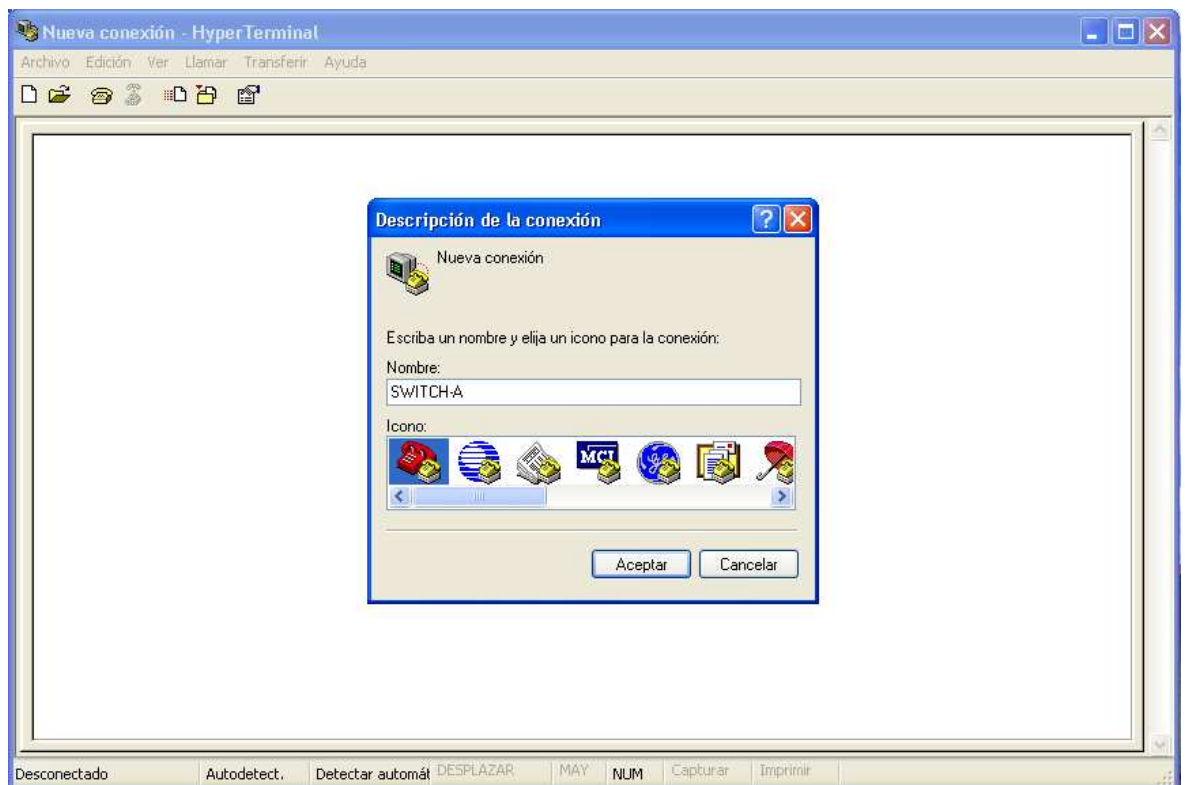 Nueva conexión - HyperTerminal
Archivo Edición Ver Llamar Transferir Ayuda
Descripción de la conexión
Nueva conexión
Escriba un nombre y elija un icono para la conexión:
Nombre:
SWITCH-A
Icono:
MCI
Aceptar Cancelar
Desconectado Autodetect. Detectar automát DESPLAZAR MAY NUM Capturar Imprimir